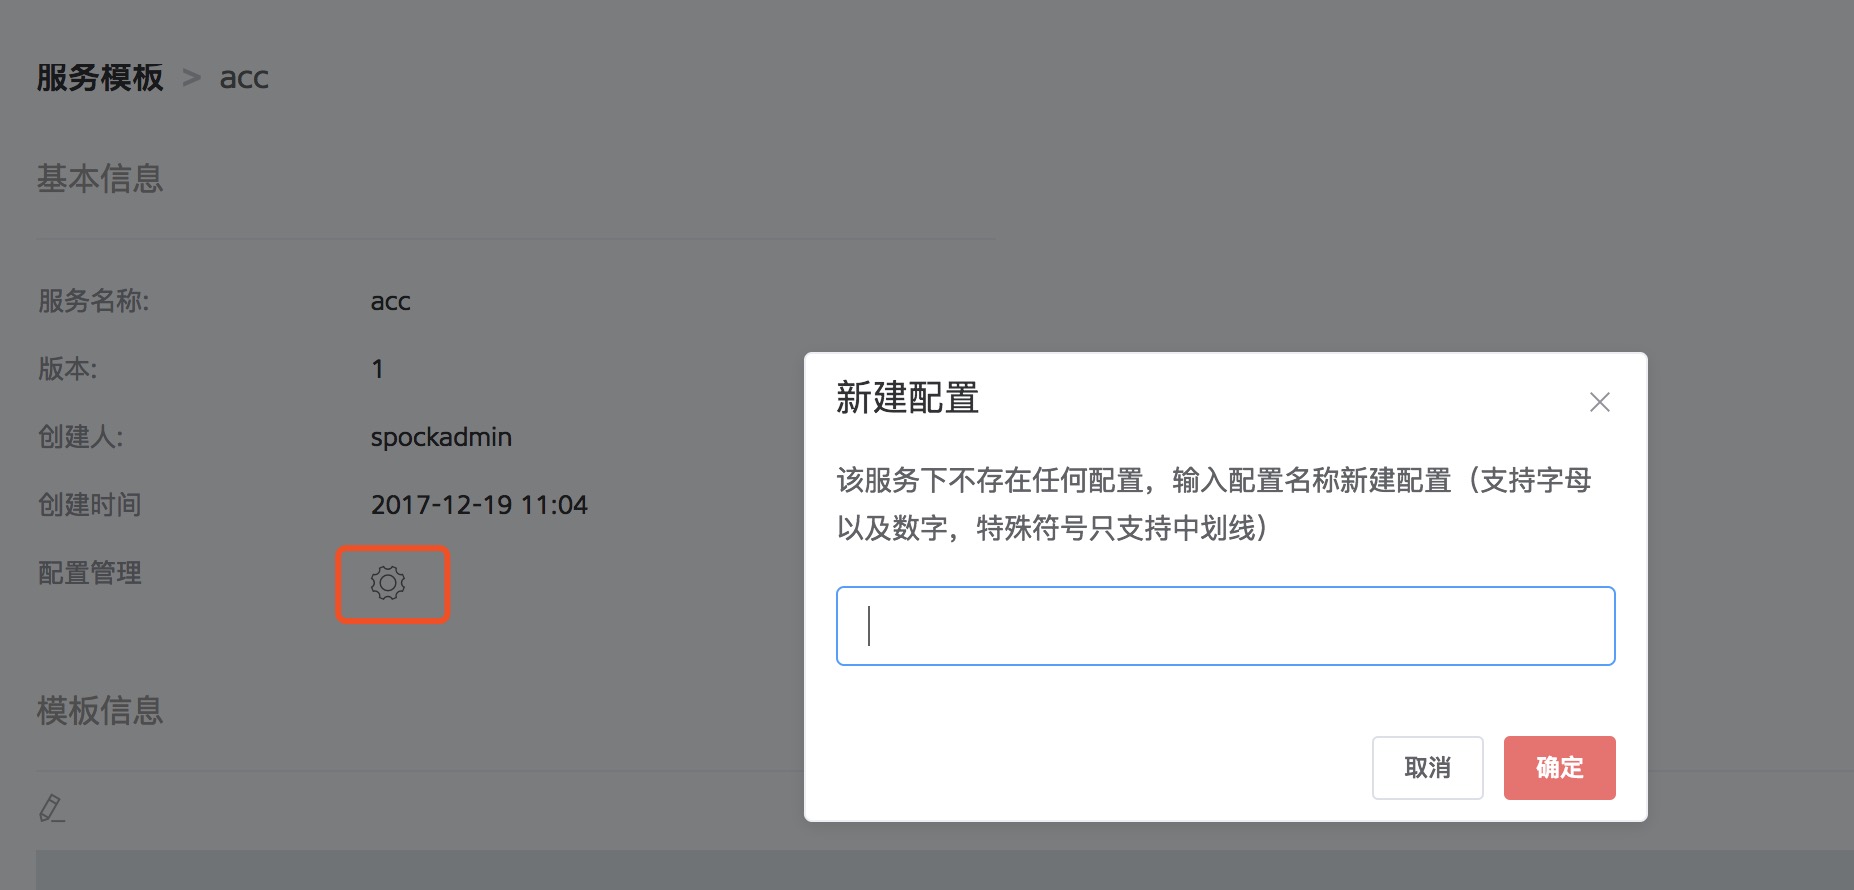 服务模板 > acc
基本信息
服务名称: acc
版本: 1
创建人: spockadmin
创建时间 2017-12-19 11:04
配置管理
模板信息
新建配置
该服务下不存在任何配置，输入配置名称新建配置（支持字母
以及数字，特殊符号只支持中划线）
取消 确定